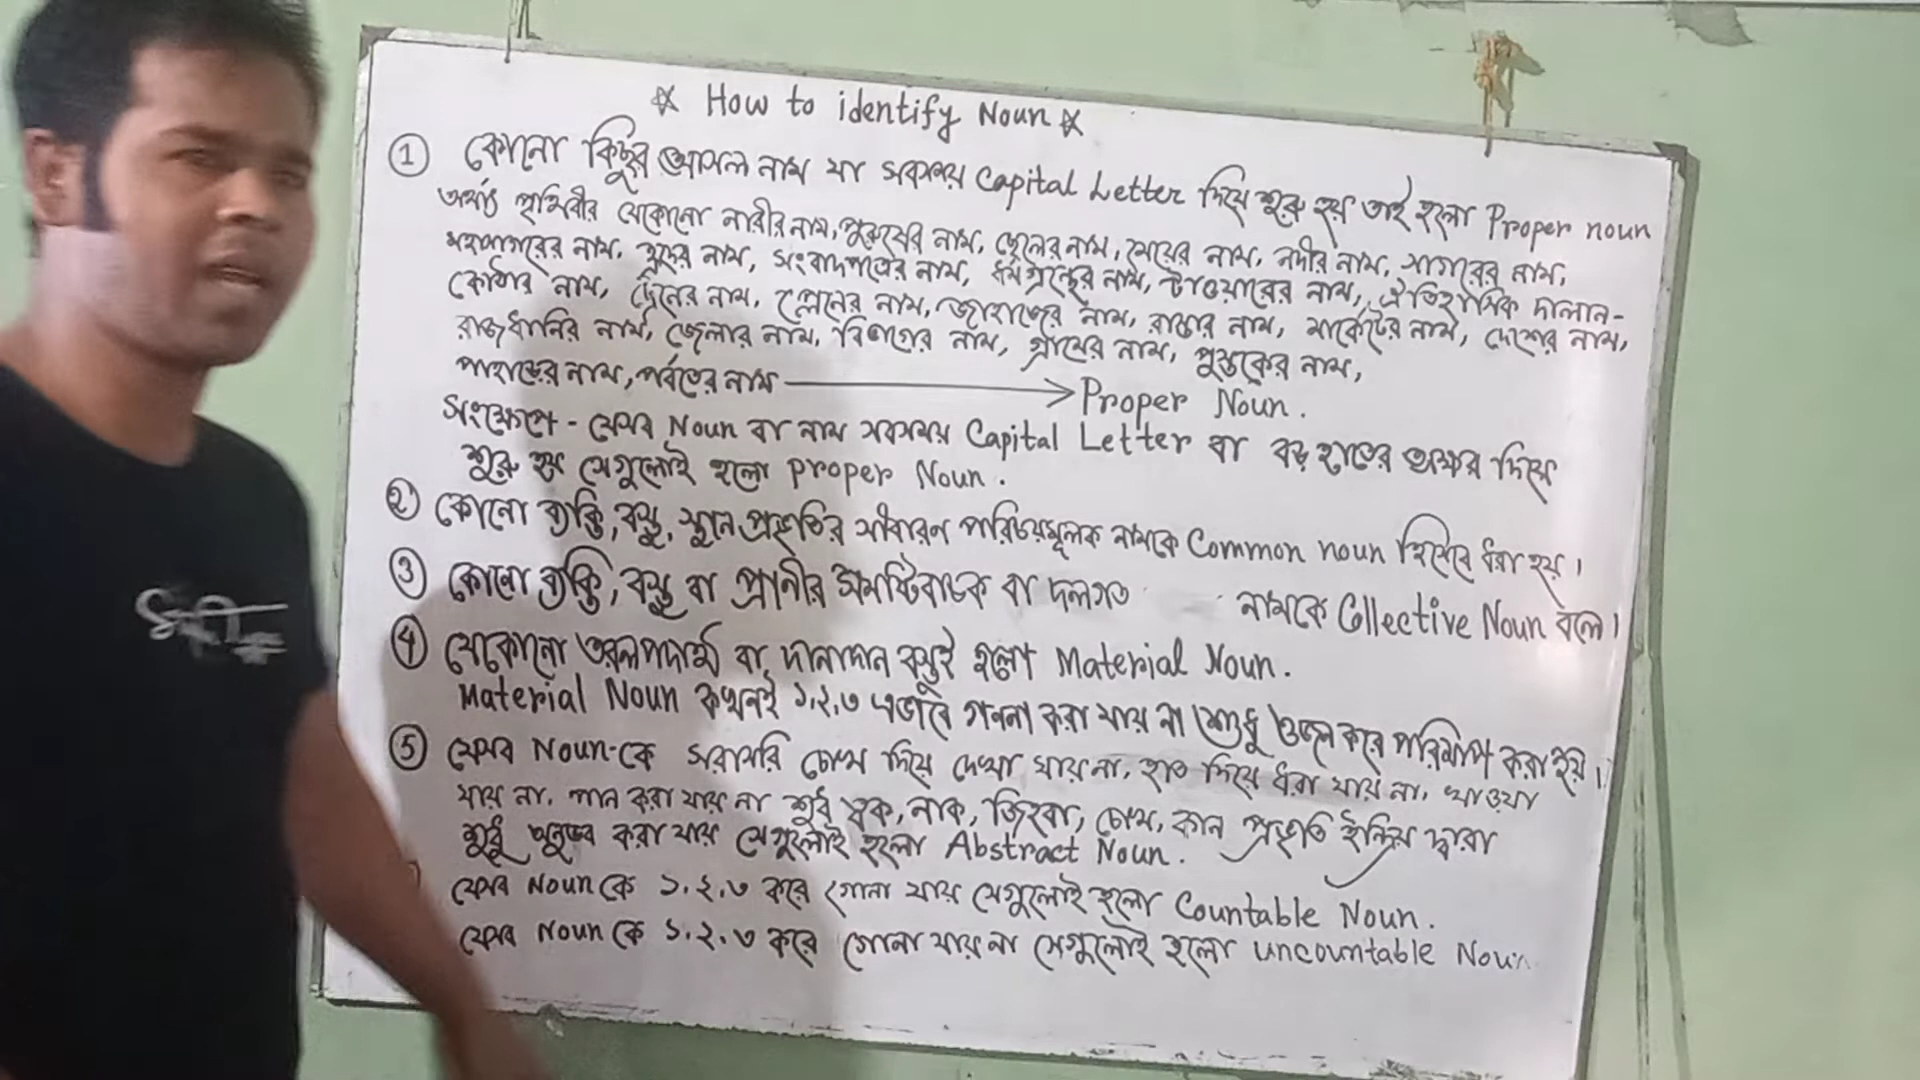 ☆ How to identify Noun ☆
① কোনো কিছুর আসল নাম যা সবসময় Capital Letter দিয়ে শুরু হয় তাই হলো Proper noun
অর্থাৎ পৃথিবীর যেকোনো নারীর নাম, পুরুষের নাম, ছেলের নাম, মেয়ের নাম, নদীর নাম, সাগরের নাম,
মহাসাগরের নাম, হ্রদের নাম, সংবাদপত্রের নাম, ধর্মগ্রন্থের নাম, টাওয়ারের নাম, ঐতিহাসিক দালান-
কোঠার নাম, ট্রেনের নাম, প্লেনের নাম, জাহাজের নাম, রাস্তার নাম, মার্কেটের নাম, দেশের নাম,
রাজধানির নাম, জেলার নাম, বিভাগের নাম, গ্রামের নাম, পুস্তকের নাম,
পাহাড়ের নাম, পর্বতের নাম → Proper Noun.
সংক্ষেপে - যেসব Noun বা নাম সবসময় Capital Letter বা বড় হাতের অক্ষর দিয়ে
শুরু হয় সেগুলোই হলো Proper Noun.
② কোনো ব্যক্তি, বস্তু, স্থান প্রভৃতির সাধারণ পরিচয়মূলক নামকে Common noun হিসেবে ধরা হয়।
③ কোনো ব্যক্তি, বস্তু বা প্রানীর সমষ্টিবাচক বা দলগত নামকে Collective Noun বলে।
④ যেকোনো তরলপদার্থ বা দানাদান বস্তুই হলো Material Noun.
Material Noun কখনই ১.২.৩ এভাবে গননা করা যায় না শুধু ওজন করে পরিমাপ করা হয়।
⑤ যেসব Noun-কে সরাসরি চোখ দিয়ে দেখা যায় না, হাত দিয়ে ধরা যায় না, খাওয়া
যায় না, পান করা যায় না শুধু ত্বক, নাক, জিহবা, চোখ, কান প্রভৃতি ইন্দ্রিয় দ্বারা
শুধু অনুভব করা যায় সেগুলোই হলো Abstract Noun.
যেসব Noun কে ১.২.৩ করে গোনা যায় সেগুলোই হলো Countable Noun.
যেসব Noun কে ১.২.৩ করে গোনা যায় না সেগুলোই হলো uncountable Noun